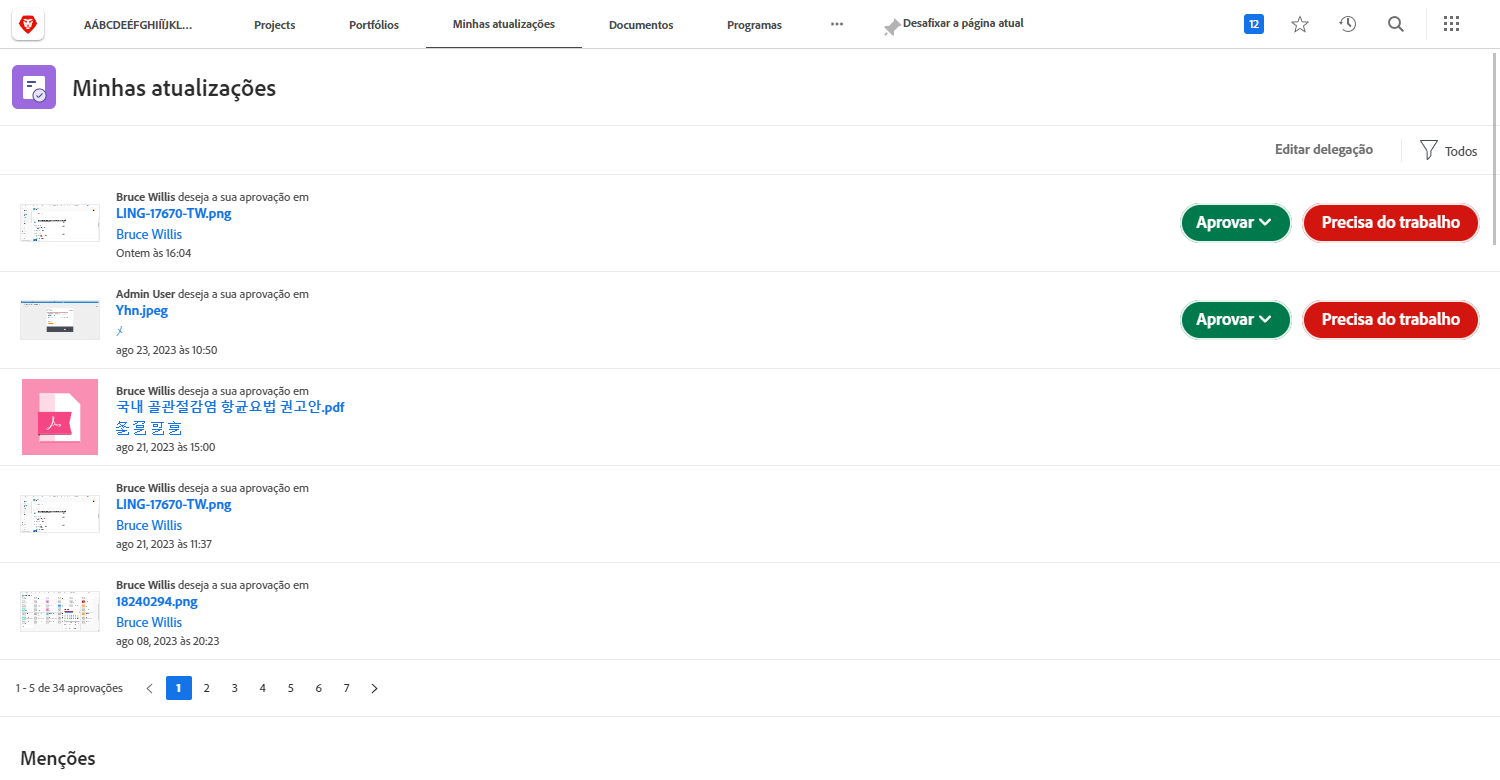 AÁBCDEÉFGHIÍÏJKL...
Projects
Portfólios
Minhas atualizações
Documentos
Programas
Desafixar a página atual
12
Minhas atualizações
Editar delegação
Todos
Bruce Willis deseja a sua aprovação em
LING-17670-TW.png
Bruce Willis
Ontem às 16:04
Aprovar
Precisa do trabalho
Admin User deseja a sua aprovação em
Yhn.jpeg
ago 23, 2023 às 10:50
Aprovar
Precisa do trabalho
Bruce Willis deseja a sua aprovação em
국내 골관절감염 항균요법 권고안.pdf
ago 21, 2023 às 15:00
Bruce Willis deseja a sua aprovação em
LING-17670-TW.png
Bruce Willis
ago 21, 2023 às 11:37
Bruce Willis deseja a sua aprovação em
18240294.png
Bruce Willis
ago 08, 2023 às 20:23
1 - 5 de 34 aprovações
1 2 3 4 5 6 7
Menções